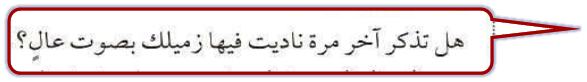 هل تذكر آخر مرة ناديت فيها زميلك بصوت عالٍ؟